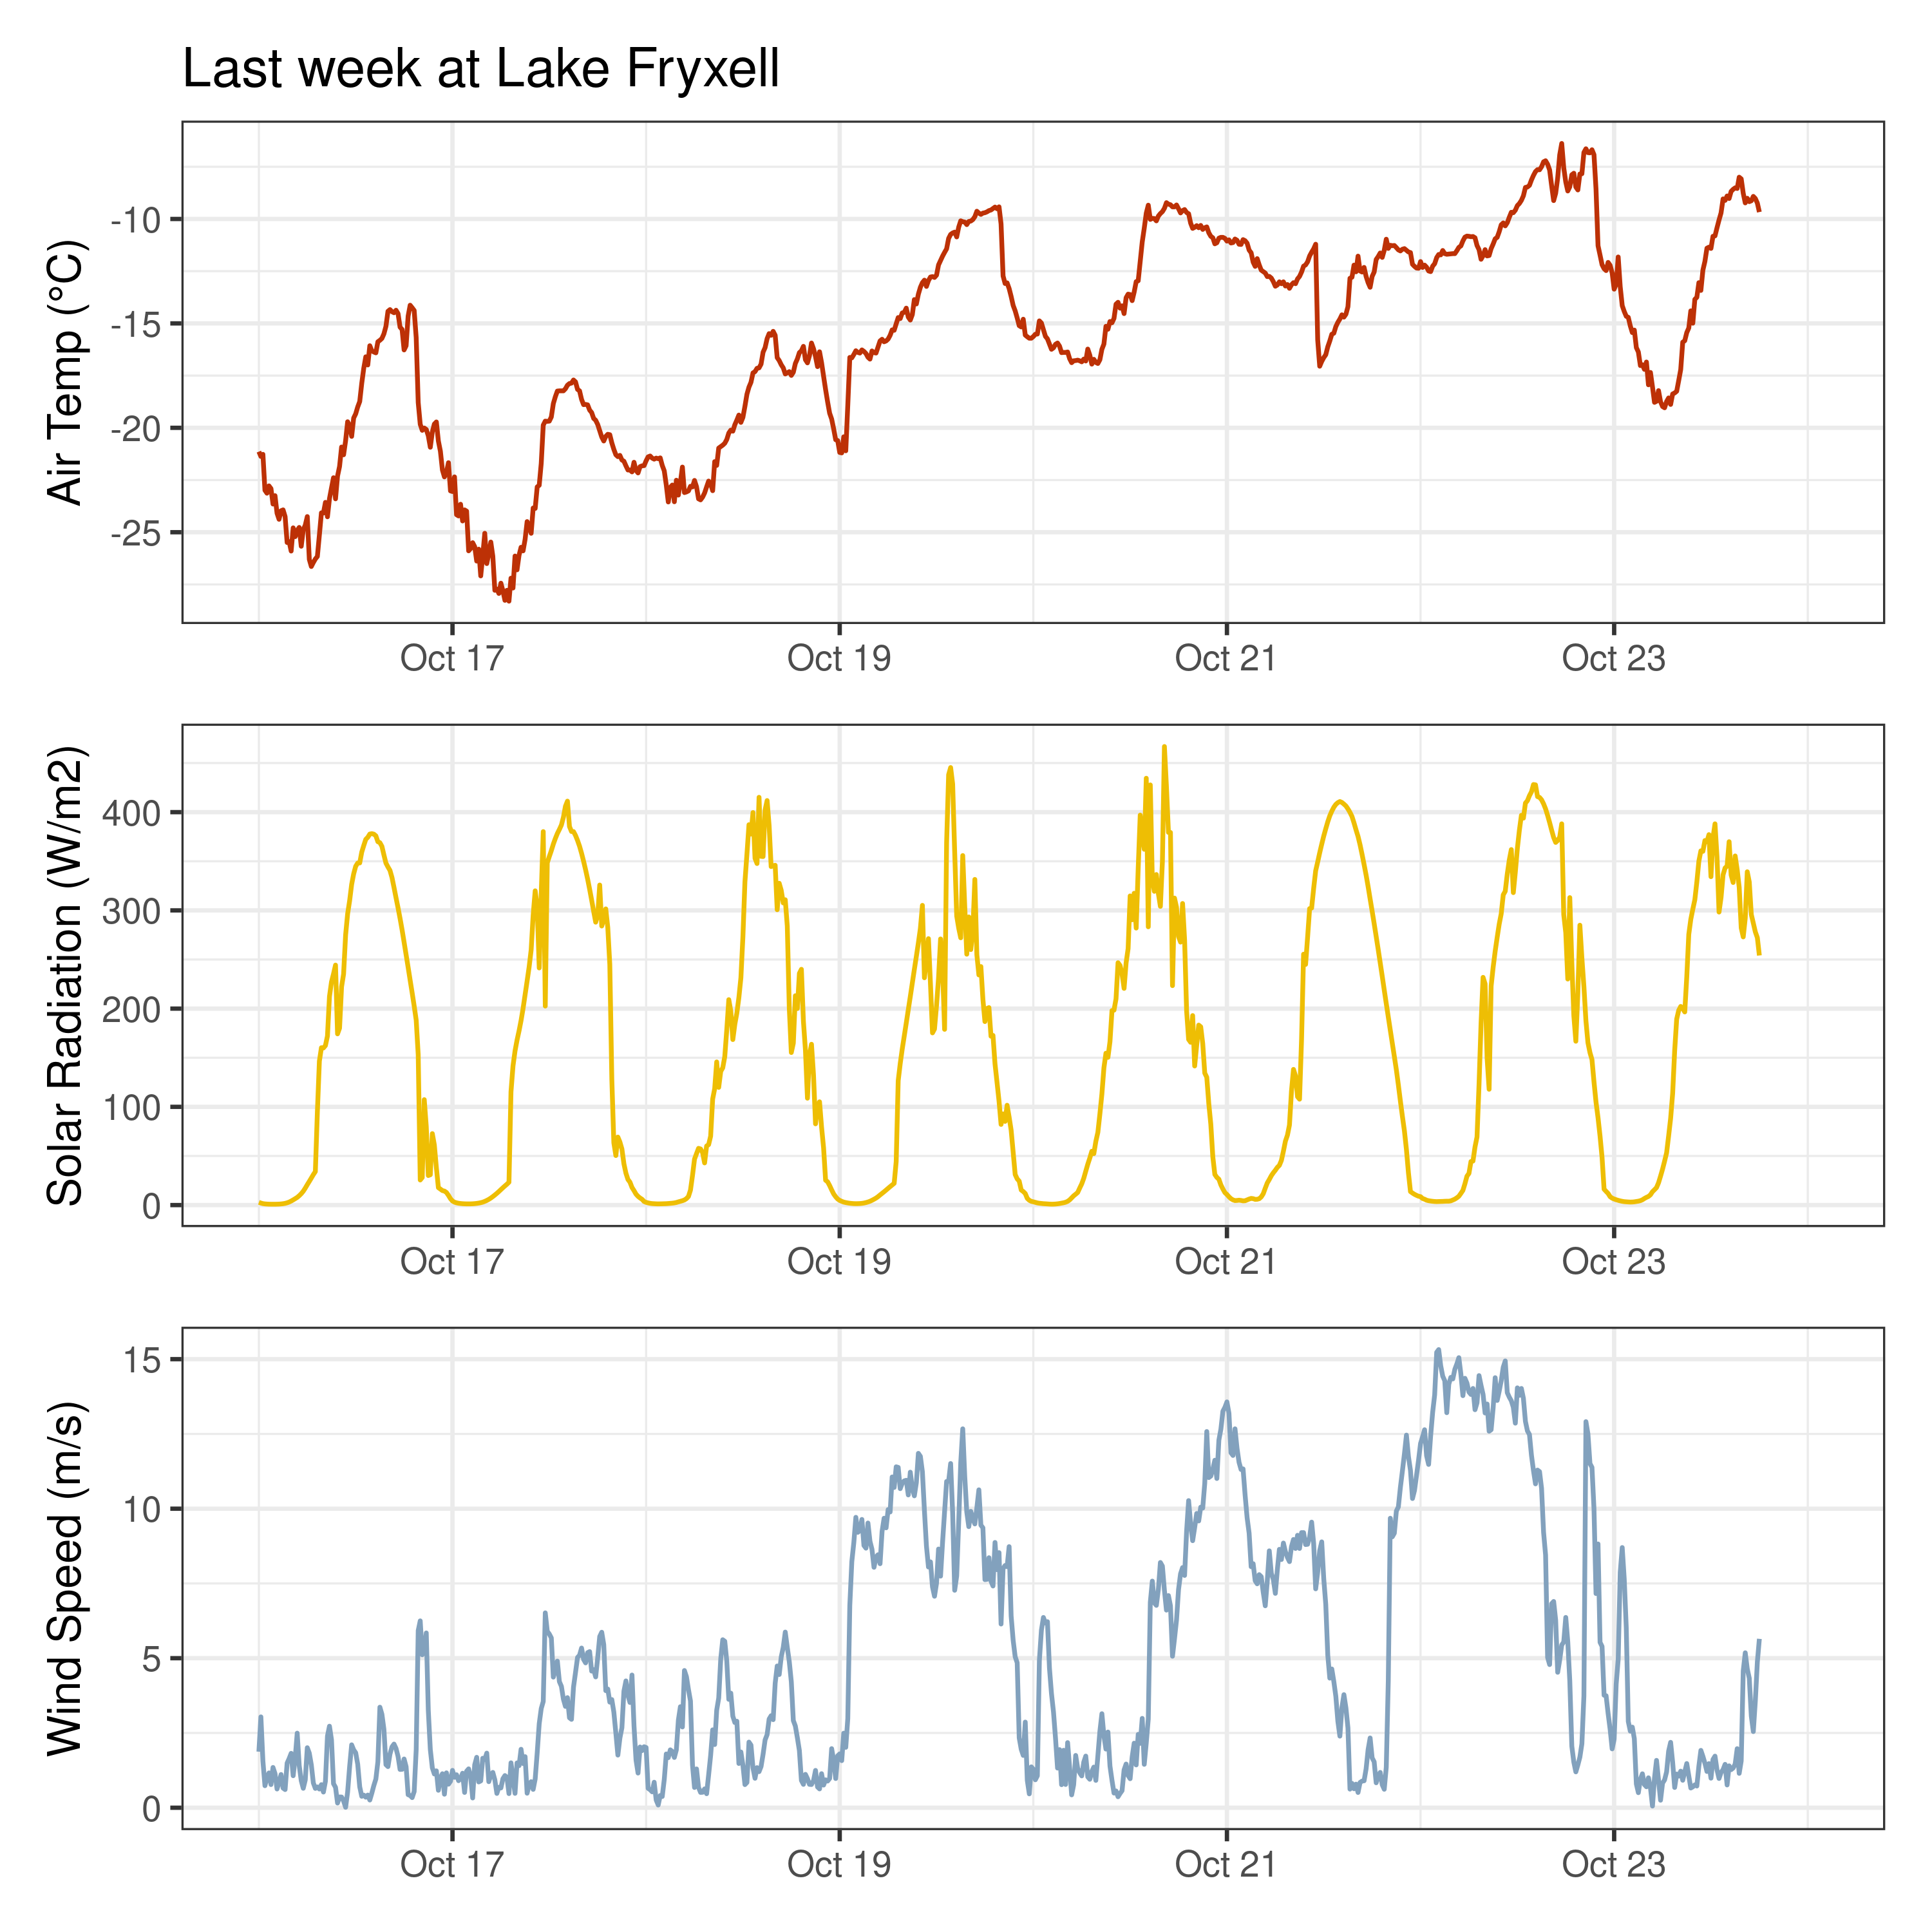 Last week at Lake Fryxell
Air Temp (°C)
-10
-15
-20
-25
Oct 17 Oct 19 Oct 21 Oct 23
Solar Radiation (W/m2)
400
300
200
100
0
Oct 17 Oct 19 Oct 21 Oct 23
Wind Speed (m/s)
15
10
5
0
Oct 17 Oct 19 Oct 21 Oct 23